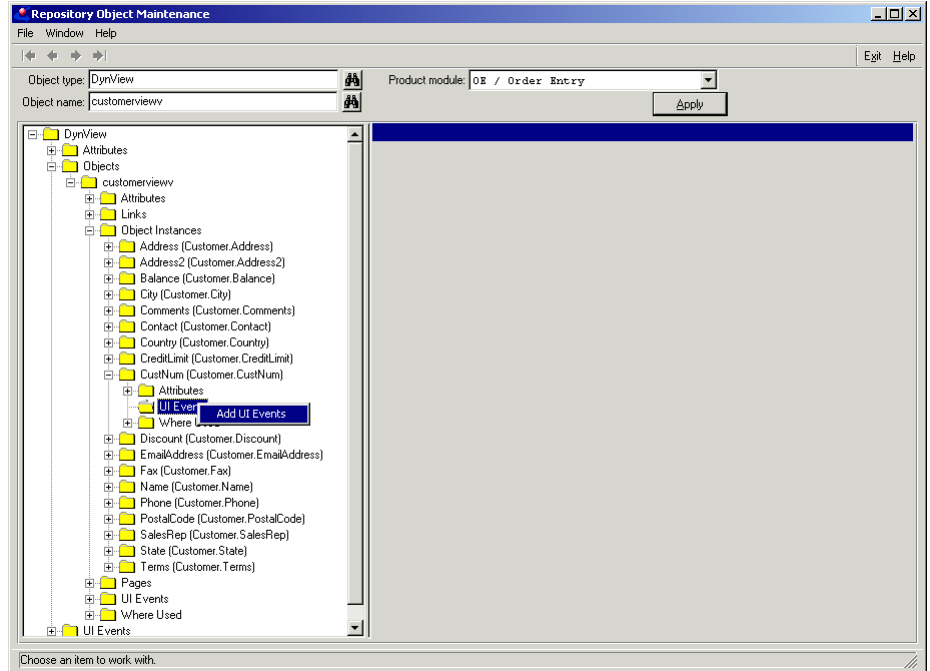 Repository Object Maintenance
File Window Help
Exit Help
Object type: DynView
Product module: OE / Order Entry
Object name: customerviewv
Apply
DynView
Attributes
Objects
customerviewv
Attributes
Links
Object Instances
Address (Customer.Address)
Address2 (Customer.Address2)
Balance (Customer.Balance)
City (Customer.City)
Comments (Customer.Comments)
Contact (Customer.Contact)
Country (Customer.Country)
CreditLimit (Customer.CreditLimit)
CustNum (Customer.CustNum)
Attributes
UI Even
Add UI Events
Where U
Discount (Customer.Discount)
EmailAddress (Customer.EmailAddress)
Fax (Customer.Fax)
Name (Customer.Name)
Phone (Customer.Phone)
PostalCode (Customer.PostalCode)
SalesRep (Customer.SalesRep)
State (Customer.State)
Terms (Customer.Terms)
Pages
UI Events
Where Used
UI Events
Choose an item to work with.